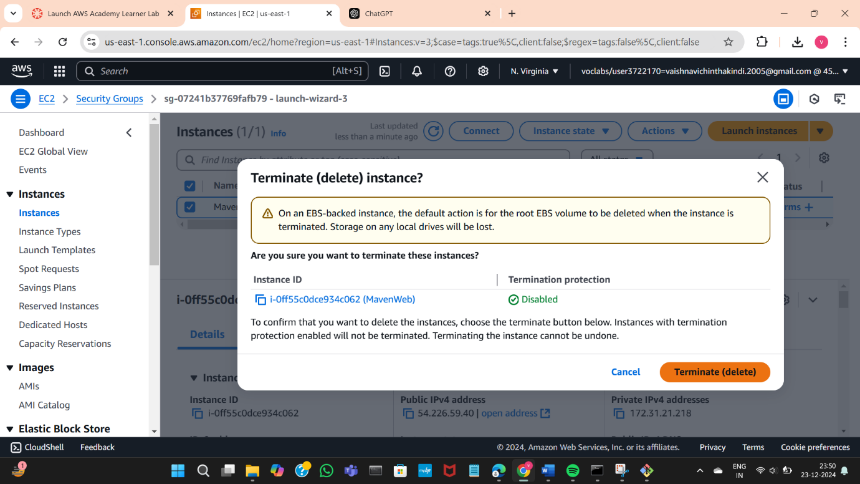 Launch AWS Academy Learner Lab
Instances | EC2 | us-east-1
ChatGPT
us-east-1.console.aws.amazon.com/ec2/home?region=us-east-1#Instances:v=3;$case=tags:true%5C,client:false;$regex=tags:false%5C,client:false
aws
Search [Alt+S]
N. Virginia
voclabs/user3722170=vaishnavichinthakindi.2005@gmail.com @ 45...
EC2
Security Groups
sg-07241b37769fafb79 - launch-wizard-3
Dashboard
EC2 Global View
Events
Instances
Instances
Instance Types
Launch Templates
Spot Requests
Savings Plans
Reserved Instances
Dedicated Hosts
Capacity Reservations
Images
AMIs
AMI Catalog
Elastic Block Store
Instances (1/1) Info
Last updated
less than a minute ago
Connect
Instance state
Actions
Launch instances
1
Terminate (delete) instance?
On an EBS-backed instance, the default action is for the root EBS volume to be deleted when the instance is
terminated. Storage on any local drives will be lost.
Are you sure you want to terminate these instances?
Instance ID
Termination protection
i-0ff55c0dce934c062 (MavenWeb)
Disabled
To confirm that you want to delete the instances, choose the terminate button below. Instances with termination
protection enabled will not be terminated. Terminating the instance cannot be undone.
Cancel
Terminate (delete)
Details
Instance ID
i-0ff55c0dce934c062
Public IPv4 address
54.226.59.40 | open address
Private IPv4 addresses
172.31.21.218
CloudShell
Feedback
© 2024, Amazon Web Services, Inc. or its affiliates.
Privacy
Terms
Cookie preferences
ENG
IN
23:50
23-12-2024